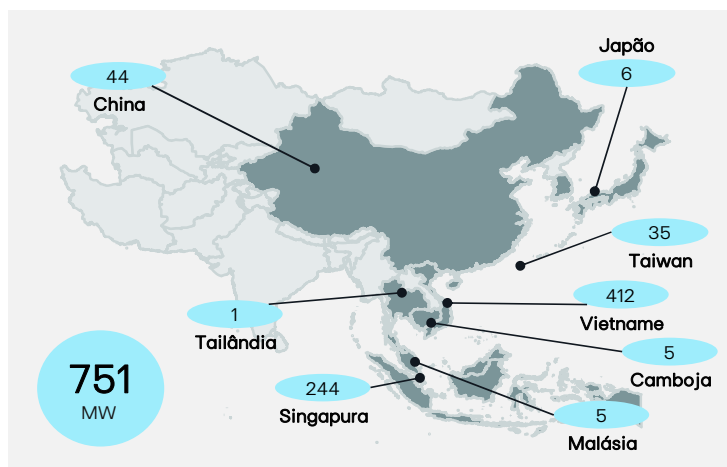 Japão
6
44
China
35
Taiwan
412
Vietname
1
Tailândia
5
Camboja
751
MW
244
Singapura
5
Malásia